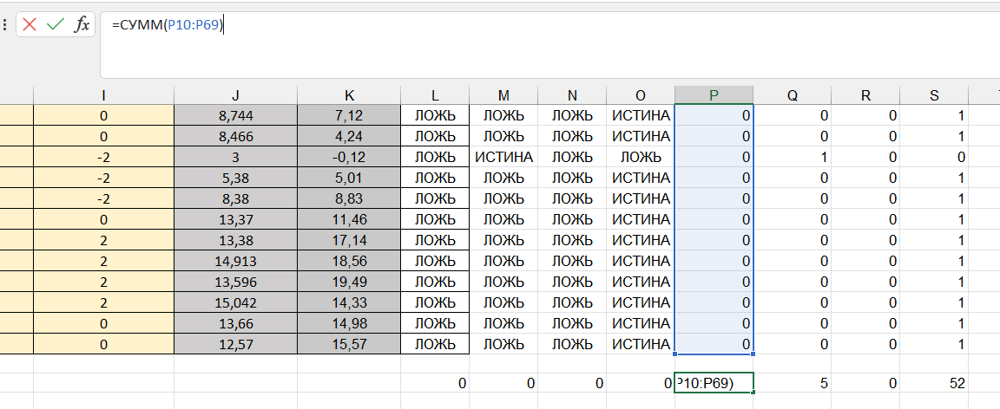 fx =СУММ(P10:P69)
I J K L M N O P Q R S
0 8,744 7,12 ЛОЖЬ ЛОЖЬ ЛОЖЬ ИСТИНА 0 0 0 1
0 8,466 4,24 ЛОЖЬ ЛОЖЬ ЛОЖЬ ИСТИНА 0 0 0 1
-2 3 -0,12 ЛОЖЬ ИСТИНА ЛОЖЬ ЛОЖЬ 0 1 0 0
-2 5,38 5,01 ЛОЖЬ ЛОЖЬ ЛОЖЬ ИСТИНА 0 0 0 1
-2 8,38 8,83 ЛОЖЬ ЛОЖЬ ЛОЖЬ ИСТИНА 0 0 0 1
0 13,37 11,46 ЛОЖЬ ЛОЖЬ ЛОЖЬ ИСТИНА 0 0 0 1
2 13,38 17,14 ЛОЖЬ ЛОЖЬ ЛОЖЬ ИСТИНА 0 0 0 1
2 14,913 18,56 ЛОЖЬ ЛОЖЬ ЛОЖЬ ИСТИНА 0 0 0 1
2 13,596 19,49 ЛОЖЬ ЛОЖЬ ЛОЖЬ ИСТИНА 0 0 0 1
2 15,042 14,33 ЛОЖЬ ЛОЖЬ ЛОЖЬ ИСТИНА 0 0 0 1
0 13,66 14,98 ЛОЖЬ ЛОЖЬ ЛОЖЬ ИСТИНА 0 0 0 1
0 12,57 15,57 ЛОЖЬ ЛОЖЬ ЛОЖЬ ИСТИНА 0 0 0 1
0 0 0 0 P10:P69) 5 0 52